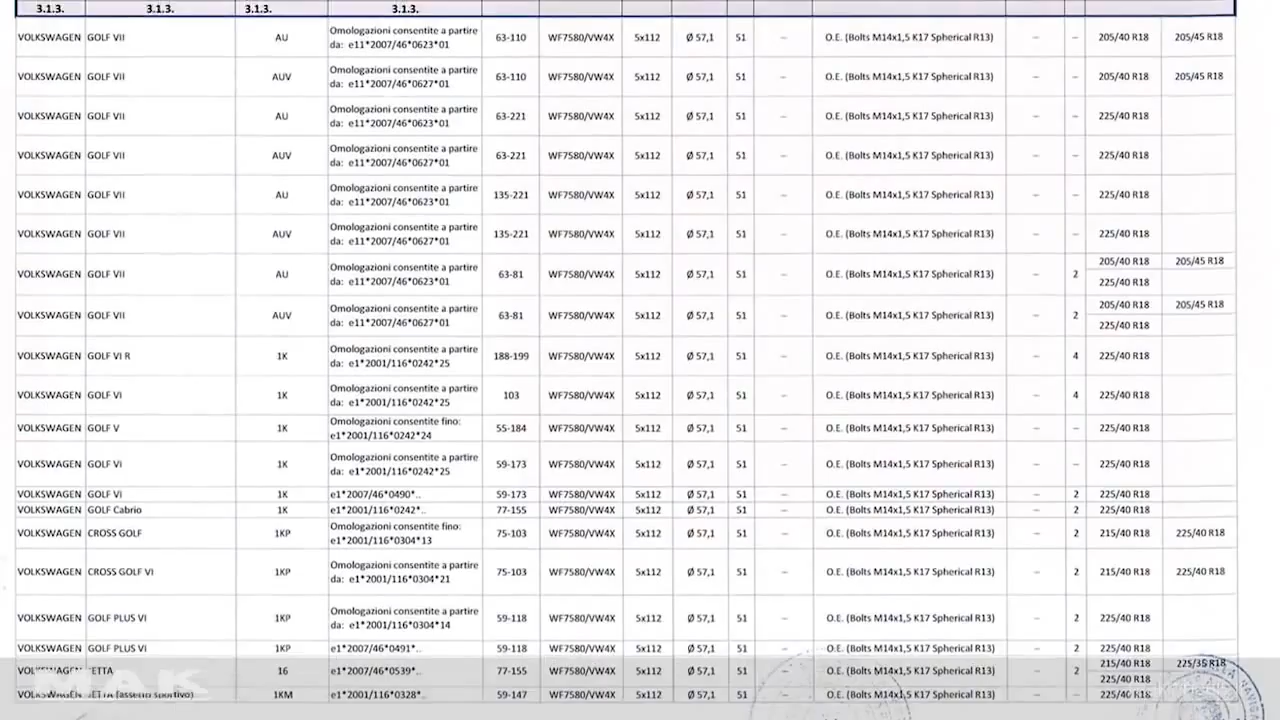 3.1.3. 3.1.3. 3.1.3. 3.1.3.
VOLKSWAGEN GOLF VII AU Omologazioni consentite a partire da: e11*2007/46*0623*01 63-110 WF7580/VW4X 5x112 Ø 57,1 51 – O.E. (Bolts M14x1,5 K17 Spherical R13) – – 205/40 R18 205/45 R18
VOLKSWAGEN GOLF VII AUV Omologazioni consentite a partire da: e11*2007/46*0627*01 63-110 WF7580/VW4X 5x112 Ø 57,1 51 – O.E. (Bolts M14x1,5 K17 Spherical R13) – – 205/40 R18 205/45 R18
VOLKSWAGEN GOLF VII AU Omologazioni consentite a partire da: e11*2007/46*0623*01 63-221 WF7580/VW4X 5x112 Ø 57,1 51 – O.E. (Bolts M14x1,5 K17 Spherical R13) – – 225/40 R18
VOLKSWAGEN GOLF VII AUV Omologazioni consentite a partire da: e11*2007/46*0627*01 63-221 WF7580/VW4X 5x112 Ø 57,1 51 – O.E. (Bolts M14x1,5 K17 Spherical R13) – – 225/40 R18
VOLKSWAGEN GOLF VII AU Omologazioni consentite a partire da: e11*2007/46*0623*01 135-221 WF7580/VW4X 5x112 Ø 57,1 51 – O.E. (Bolts M14x1,5 K17 Spherical R13) – – 225/40 R18
VOLKSWAGEN GOLF VII AUV Omologazioni consentite a partire da: e11*2007/46*0627*01 135-221 WF7580/VW4X 5x112 Ø 57,1 51 – O.E. (Bolts M14x1,5 K17 Spherical R13) – – 225/40 R18
VOLKSWAGEN GOLF VII AU Omologazioni consentite a partire da: e11*2007/46*0623*01 63-81 WF7580/VW4X 5x112 Ø 57,1 51 – O.E. (Bolts M14x1,5 K17 Spherical R13) – 2 205/40 R18 205/45 R18
225/40 R18
VOLKSWAGEN GOLF VII AUV Omologazioni consentite a partire da: e11*2007/46*0627*01 63-81 WF7580/VW4X 5x112 Ø 57,1 51 – O.E. (Bolts M14x1,5 K17 Spherical R13) – 2 205/40 R18 205/45 R18
225/40 R18
VOLKSWAGEN GOLF VI R 1K Omologazioni consentite a partire da: e1*2001/116*0242*25 188-199 WF7580/VW4X 5x112 Ø 57,1 51 – O.E. (Bolts M14x1,5 K17 Spherical R13) – 4 225/40 R18
VOLKSWAGEN GOLF VI 1K Omologazioni consentite a partire da: e1*2001/116*0242*25 103 WF7580/VW4X 5x112 Ø 57,1 51 – O.E. (Bolts M14x1,5 K17 Spherical R13) – 4 225/40 R18
VOLKSWAGEN GOLF V 1K Omologazioni consentite fino: e1*2001/116*0242*24 55-184 WF7580/VW4X 5x112 Ø 57,1 51 – O.E. (Bolts M14x1,5 K17 Spherical R13) – – 225/40 R18
VOLKSWAGEN GOLF VI 1K Omologazioni consentite a partire da: e1*2001/116*0242*25 59-173 WF7580/VW4X 5x112 Ø 57,1 51 – O.E. (Bolts M14x1,5 K17 Spherical R13) – – 225/40 R18
VOLKSWAGEN GOLF VI 1K e1*2007/46*0490*.. 59-173 WF7580/VW4X 5x112 Ø 57,1 51 – O.E. (Bolts M14x1,5 K17 Spherical R13) – 2 225/40 R18
VOLKSWAGEN GOLF Cabrio 1K e1*2001/116*0242*.. 77-155 WF7580/VW4X 5x112 Ø 57,1 51 – O.E. (Bolts M14x1,5 K17 Spherical R13) – 2 225/40 R18
VOLKSWAGEN CROSS GOLF 1KP Omologazioni consentite fino: e1*2001/116*0304*13 75-103 WF7580/VW4X 5x112 Ø 57,1 51 – O.E. (Bolts M14x1,5 K17 Spherical R13) – 2 215/40 R18 225/40 R18
VOLKSWAGEN CROSS GOLF VI 1KP Omologazioni consentite a partire da: e1*2001/116*0304*21 75-103 WF7580/VW4X 5x112 Ø 57,1 51 – O.E. (Bolts M14x1,5 K17 Spherical R13) – 2 215/40 R18 225/40 R18
VOLKSWAGEN GOLF PLUS VI 1KP Omologazioni consentite a partire da: e1*2001/116*0304*14 59-118 WF7580/VW4X 5x112 Ø 57,1 51 – O.E. (Bolts M14x1,5 K17 Spherical R13) – 2 225/40 R18
VOLKSWAGEN GOLF PLUS VI 1KP e1*2007/46*0491*.. 59-118 WF7580/VW4X 5x112 Ø 57,1 51 – O.E. (Bolts M14x1,5 K17 Spherical R13) – 2 225/40 R18
VOLKSWAGEN JETTA 16 e1*2007/46*0539*.. 77-155 WF7580/VW4X 5x112 Ø 57,1 51 – O.E. (Bolts M14x1,5 K17 Spherical R13) – 2 215/40 R18 225/35 R18
225/40 R18
VOLKSWAGEN JETTA (assetto sportivo) 1KM e1*2001/116*0328*.. 59-147 WF7580/VW4X 5x112 Ø 57,1 51 – O.E. (Bolts M14x1,5 K17 Spherical R13) – – 225/40 R18
MAK